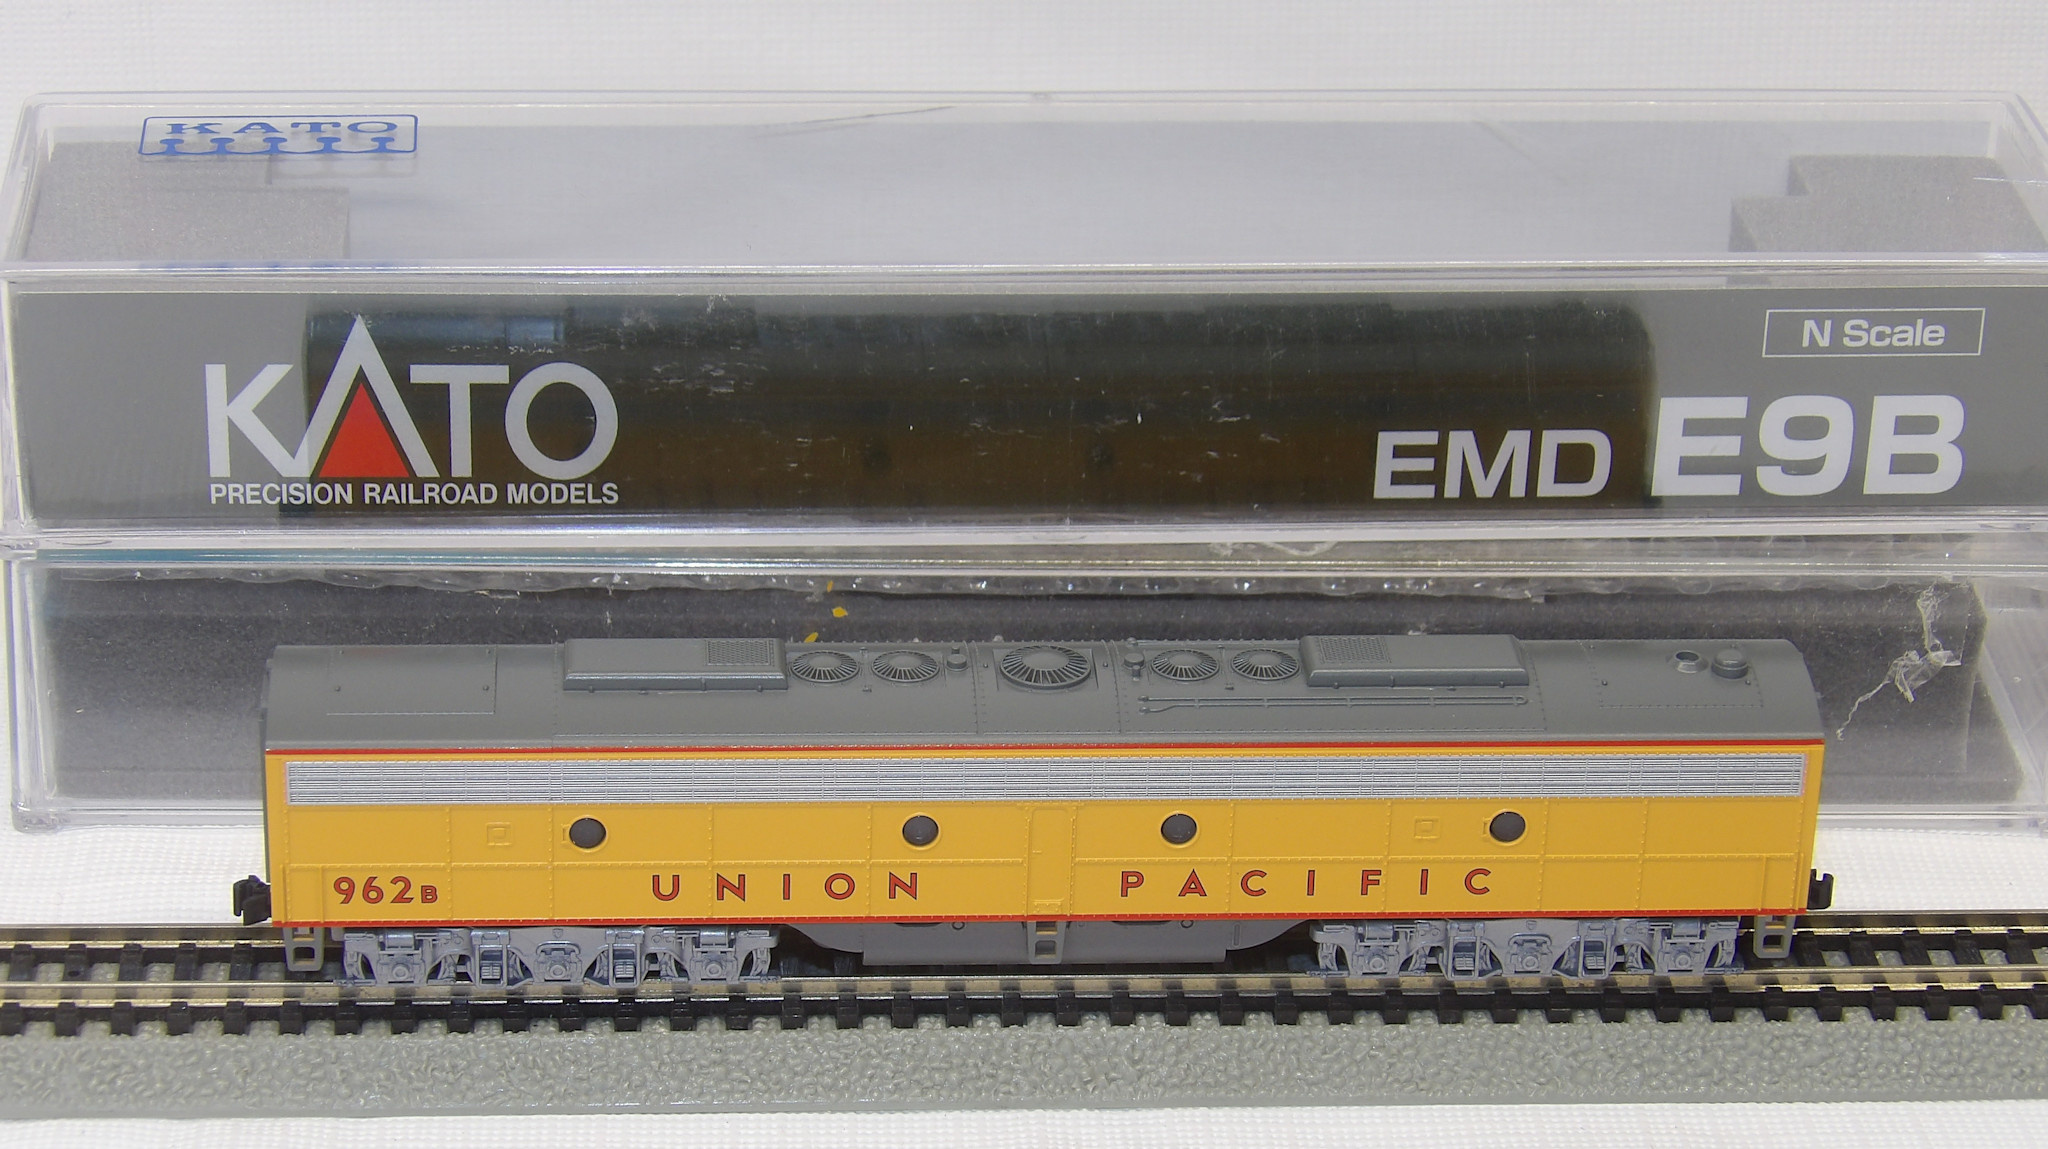 KATO
N Scale
KATO
PRECISION RAILROAD MODELS
EMD E9B
962B
UNION PACIFIC